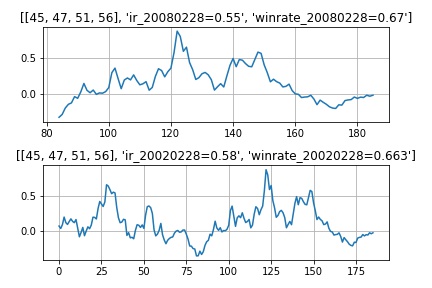 [[45, 47, 51, 56], 'ir_20080228=0.55', 'winrate_20080228=0.67']
0.5
0.0
80 100 120 140 160 180
[[45, 47, 51, 56], 'ir_20020228=0.58', 'winrate_20020228=0.663']
0.5
0.0
0 25 50 75 100 125 150 175